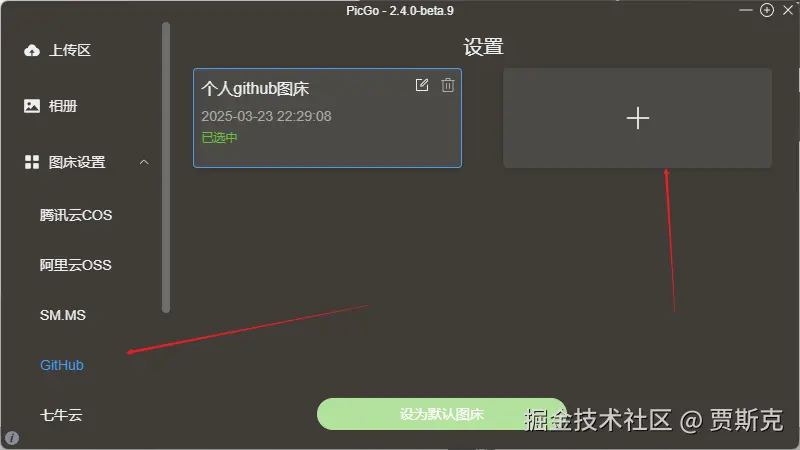 PicGo - 2.4.0-beta.9
上传区
相册
图床设置
腾讯云COS
阿里云OSS
SM.MS
GitHub
七牛云
设置
个人github图床
2025-03-23 22:29:08
已选中
设为默认图床
掘金技术社区 @ 贾斯克